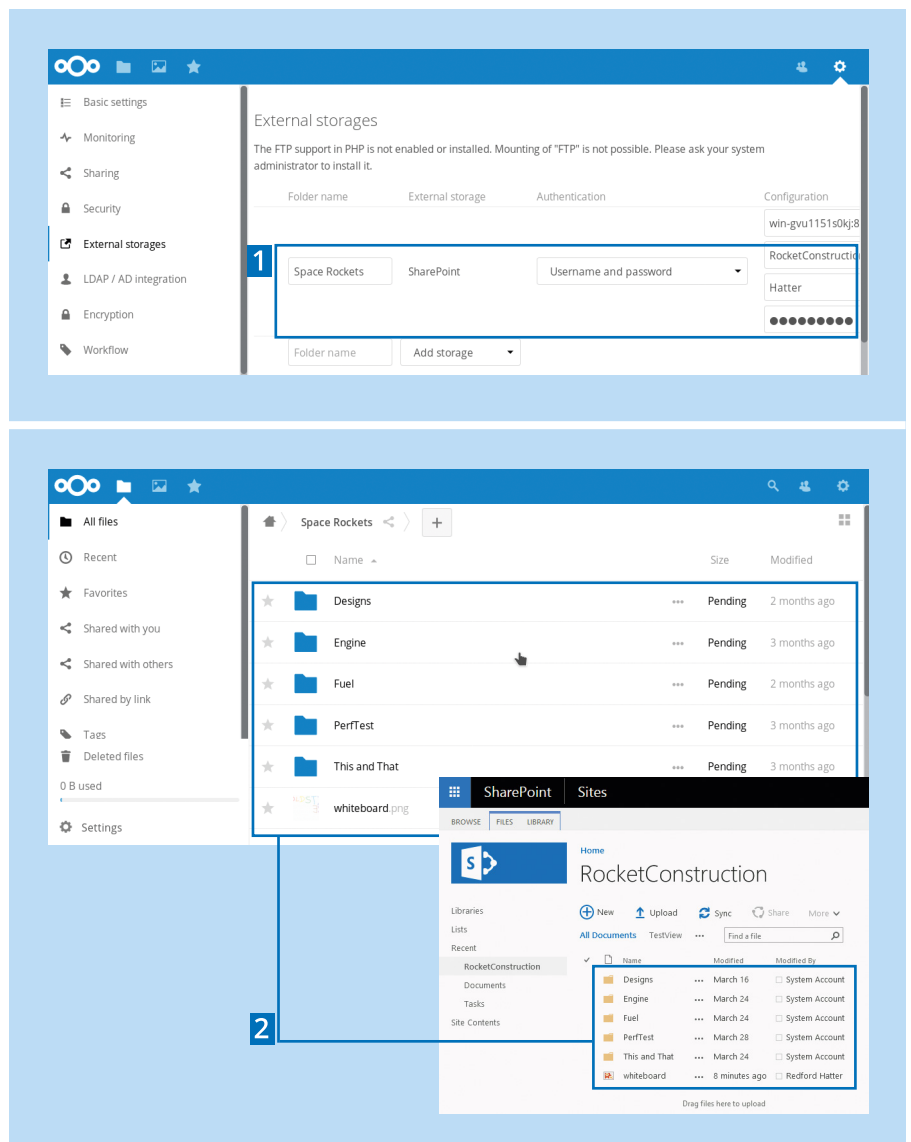 Basic settings
Monitoring
Sharing
Security
External storages
LDAP / AD integration
Encryption
Workflow
External storages
The FTP support in PHP is not enabled or installed. Mounting of "FTP" is not possible. Please ask your system
administrator to install it.
Folder name External storage Authentication Configuration
win-gvu1151s0kj:8
1
Space Rockets SharePoint Username and password
RocketConstruction
Hatter
Folder name Add storage
All files
Recent
Favorites
Shared with you
Shared with others
Shared by link
Tags
Deleted files
0 B used
Settings
Space Rockets +
Name Size Modified
Designs ••• Pending 2 months ago
Engine ••• Pending 3 months ago
Fuel ••• Pending 2 months ago
PerfTest ••• Pending 3 months ago
This and That ••• Pending 3 months ago
whiteboard.png
2
SharePoint Sites
BROWSE FILES LIBRARY
S
Home
RocketConstruction
Libraries
Lists
Recent
RocketConstruction
Documents
Tasks
Site Contents
New Upload Sync Share More
All Documents TestView ••• Find a file
Name Modified Modified By
Designs ••• March 16 System Account
Engine ••• March 24 System Account
Fuel ••• March 24 System Account
PerfTest ••• March 28 System Account
This and That ••• March 24 System Account
whiteboard ••• 8 minutes ago Redford Hatter
Drag files here to upload